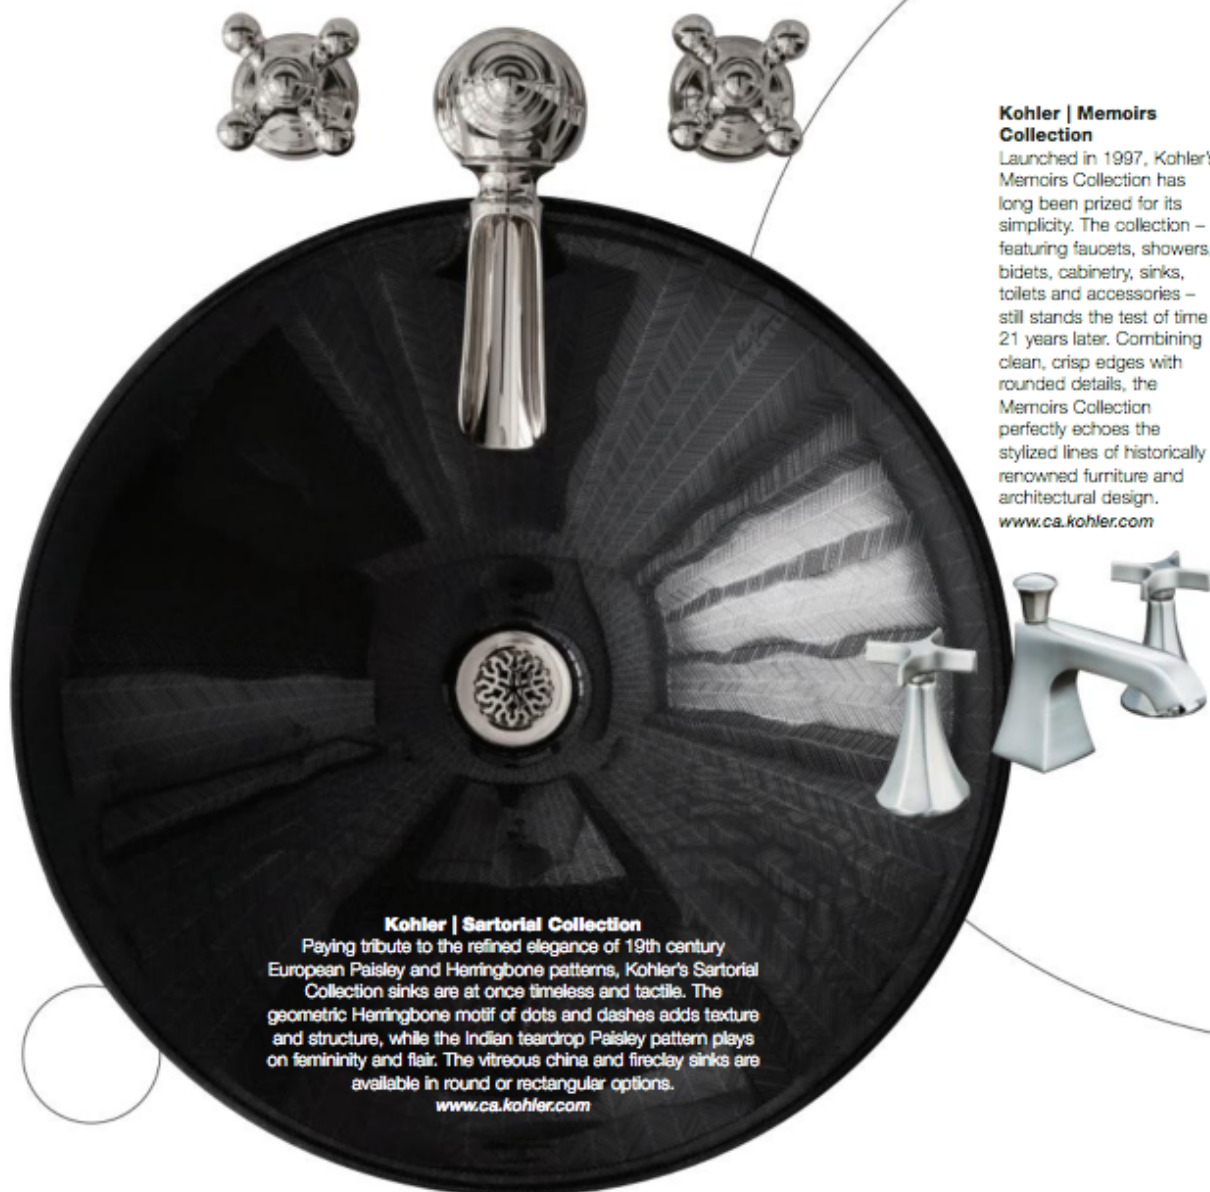 Kohler | Memoirs
Collection
Launched in 1997, Kohler's
Memoirs Collection has
long been prized for its
simplicity. The collection –
featuring faucets, showers,
bidets, cabinetry, sinks,
toilets and accessories –
still stands the test of time
21 years later. Combining
clean, crisp edges with
rounded details, the
Memoirs Collection
perfectly echoes the
stylized lines of historically
renowned furniture and
architectural design.
www.ca.kohler.com
Kohler | Sartorial Collection
Paying tribute to the refined elegance of 19th century
European Paisley and Herringbone patterns, Kohler's Sartorial
Collection sinks are at once timeless and tactile. The
geometric Herringbone motif of dots and dashes adds texture
and structure, while the Indian teardrop Paisley pattern plays
on femininity and flair. The vitreous china and fireclay sinks are
available in round or rectangular options.
www.ca.kohler.com